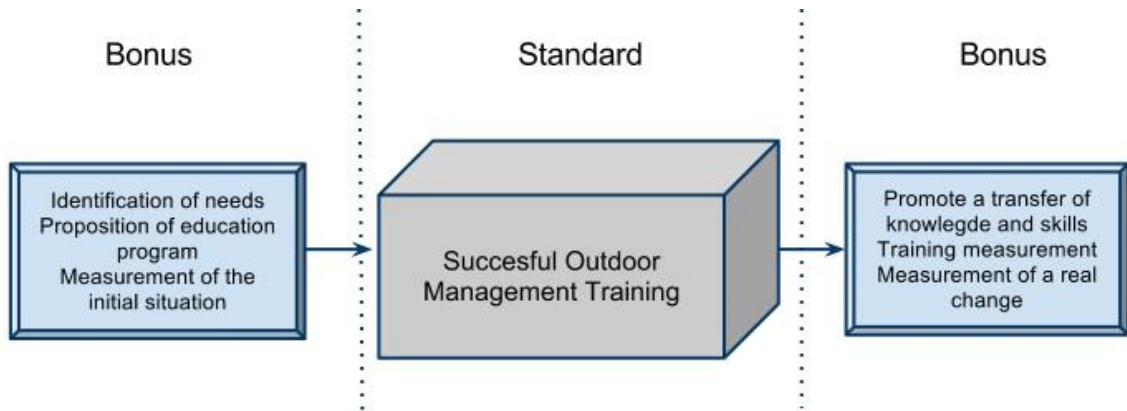 Bonus
Standard
Bonus
Identification of needs
Proposition of education
program
Measurement of the
initial situation
Succesful Outdoor
Management Training
Promote a transfer of
knowlegde and skills
Training measurement
Measurement of a real
change